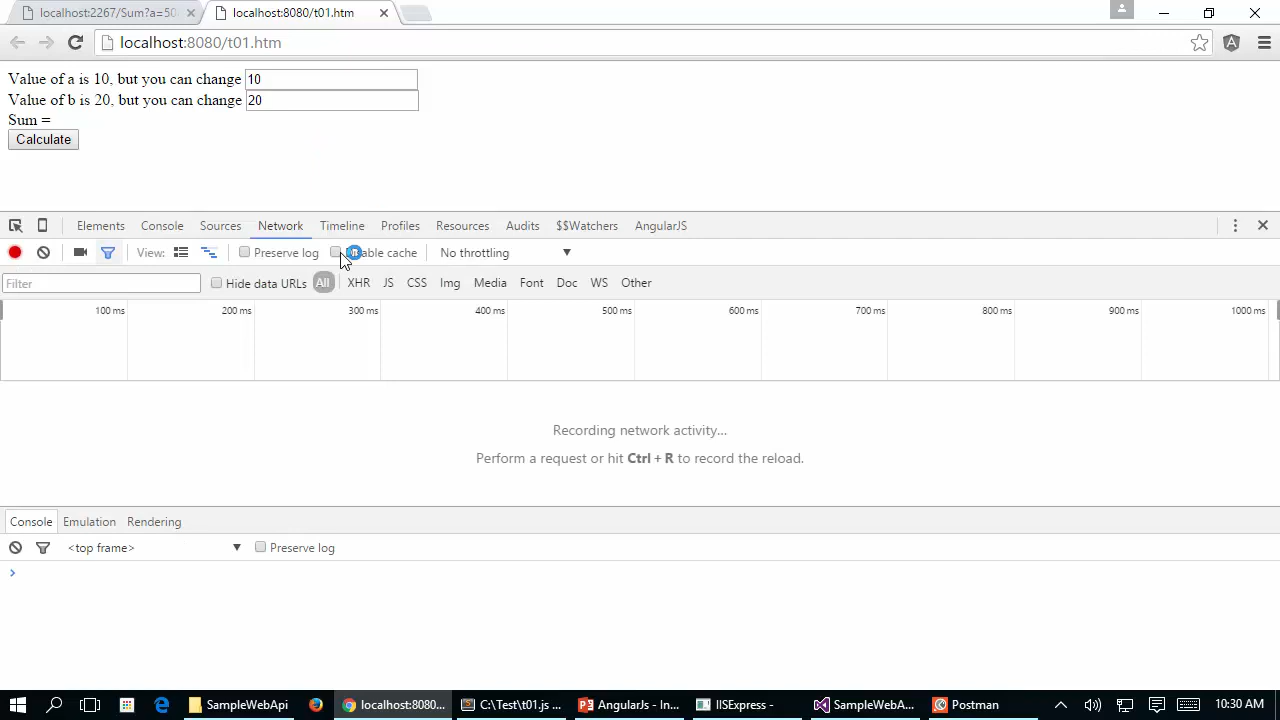 localhost:2267/Sum?a=50
localhost:8080/t01.htm
localhost:8080/t01.htm
Value of a is 10, but you can change 10
Value of b is 20, but you can change 20
Sum =
Calculate
Elements Console Sources Network Timeline Profiles Resources Audits $$Watchers AngularJS
View: Preserve log able cache No throttling
Filter Hide data URLs All XHR JS CSS Img Media Font Doc WS Other
100 ms 200 ms 300 ms 400 ms 500 ms 600 ms 700 ms 800 ms 900 ms 1000 ms
Recording network activity...
Perform a request or hit Ctrl + R to record the reload.
Console Emulation Rendering
<top frame> Preserve log
SampleWebApi localhost:8080... C:\Test\t01.js ... AngularJs - In... IISExpress - SampleWebA... Postman 10:30 AM